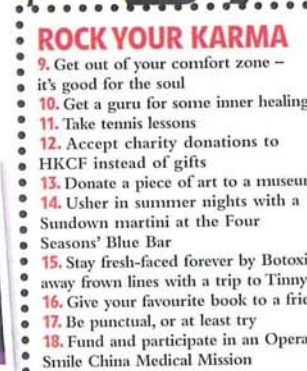 ROCK YOUR KARMA
9. Get out of your comfort zone –
it's good for the soul
10. Get a guru for some inner healing
11. Take tennis lessons
12. Accept charity donations to
HKCF instead of gifts
13. Donate a piece of art to a museum
14. Usher in summer nights with a
Sundown martini at the Four
Seasons' Blue Bar
15. Stay fresh-faced forever by Botoxi
away frown lines with a trip to Tinny
16. Give your favourite book to a frie
17. Be punctual, or at least try
18. Fund and participate in an Opera
Smile China Medical Mission